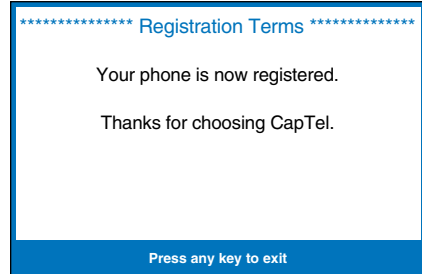 *************** Registration Terms **************
Your phone is now registered.
Thanks for choosing CapTel.
Press any key to exit